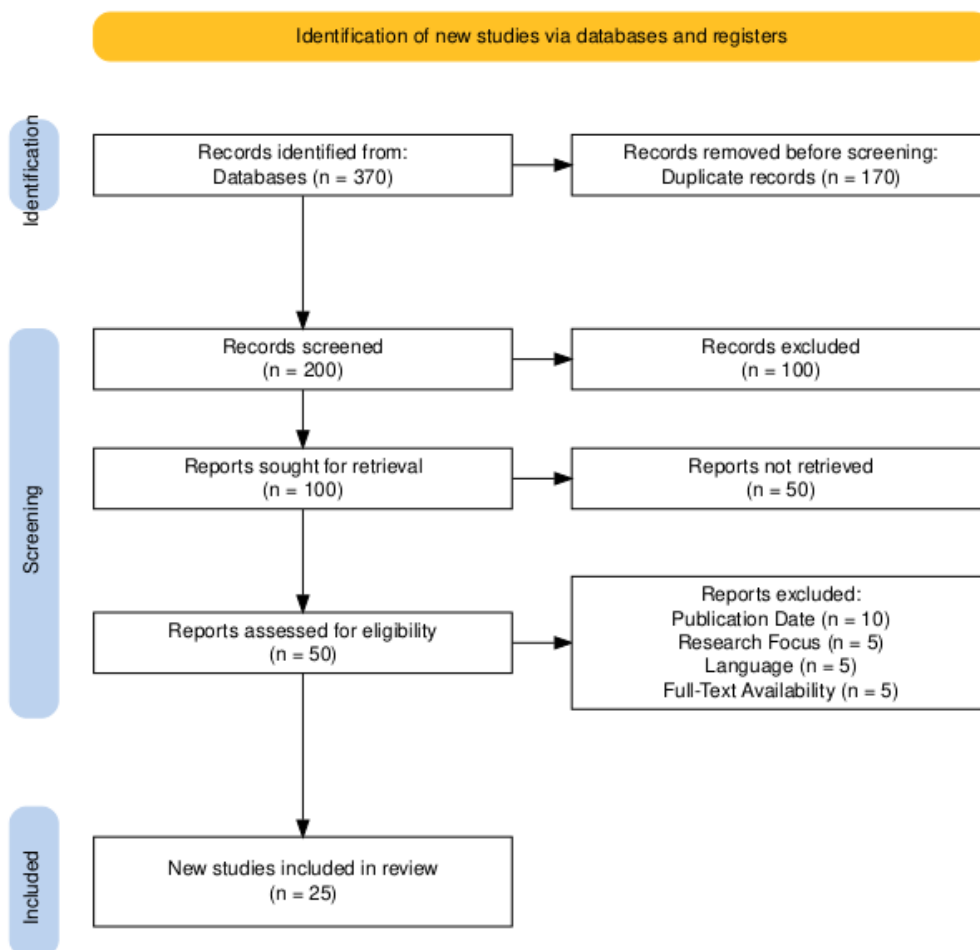 Identification of new studies via databases and registers
Identification
Records identified from:
Databases (n = 370)
Records removed before screening:
Duplicate records (n = 170)
Screening
Records screened
(n = 200)
Records excluded
(n = 100)
Reports sought for retrieval
(n = 100)
Reports not retrieved
(n = 50)
Reports assessed for eligibility
(n = 50)
Reports excluded:
Publication Date (n = 10)
Research Focus (n = 5)
Language (n = 5)
Full-Text Availability (n = 5)
Included
New studies included in review
(n = 25)